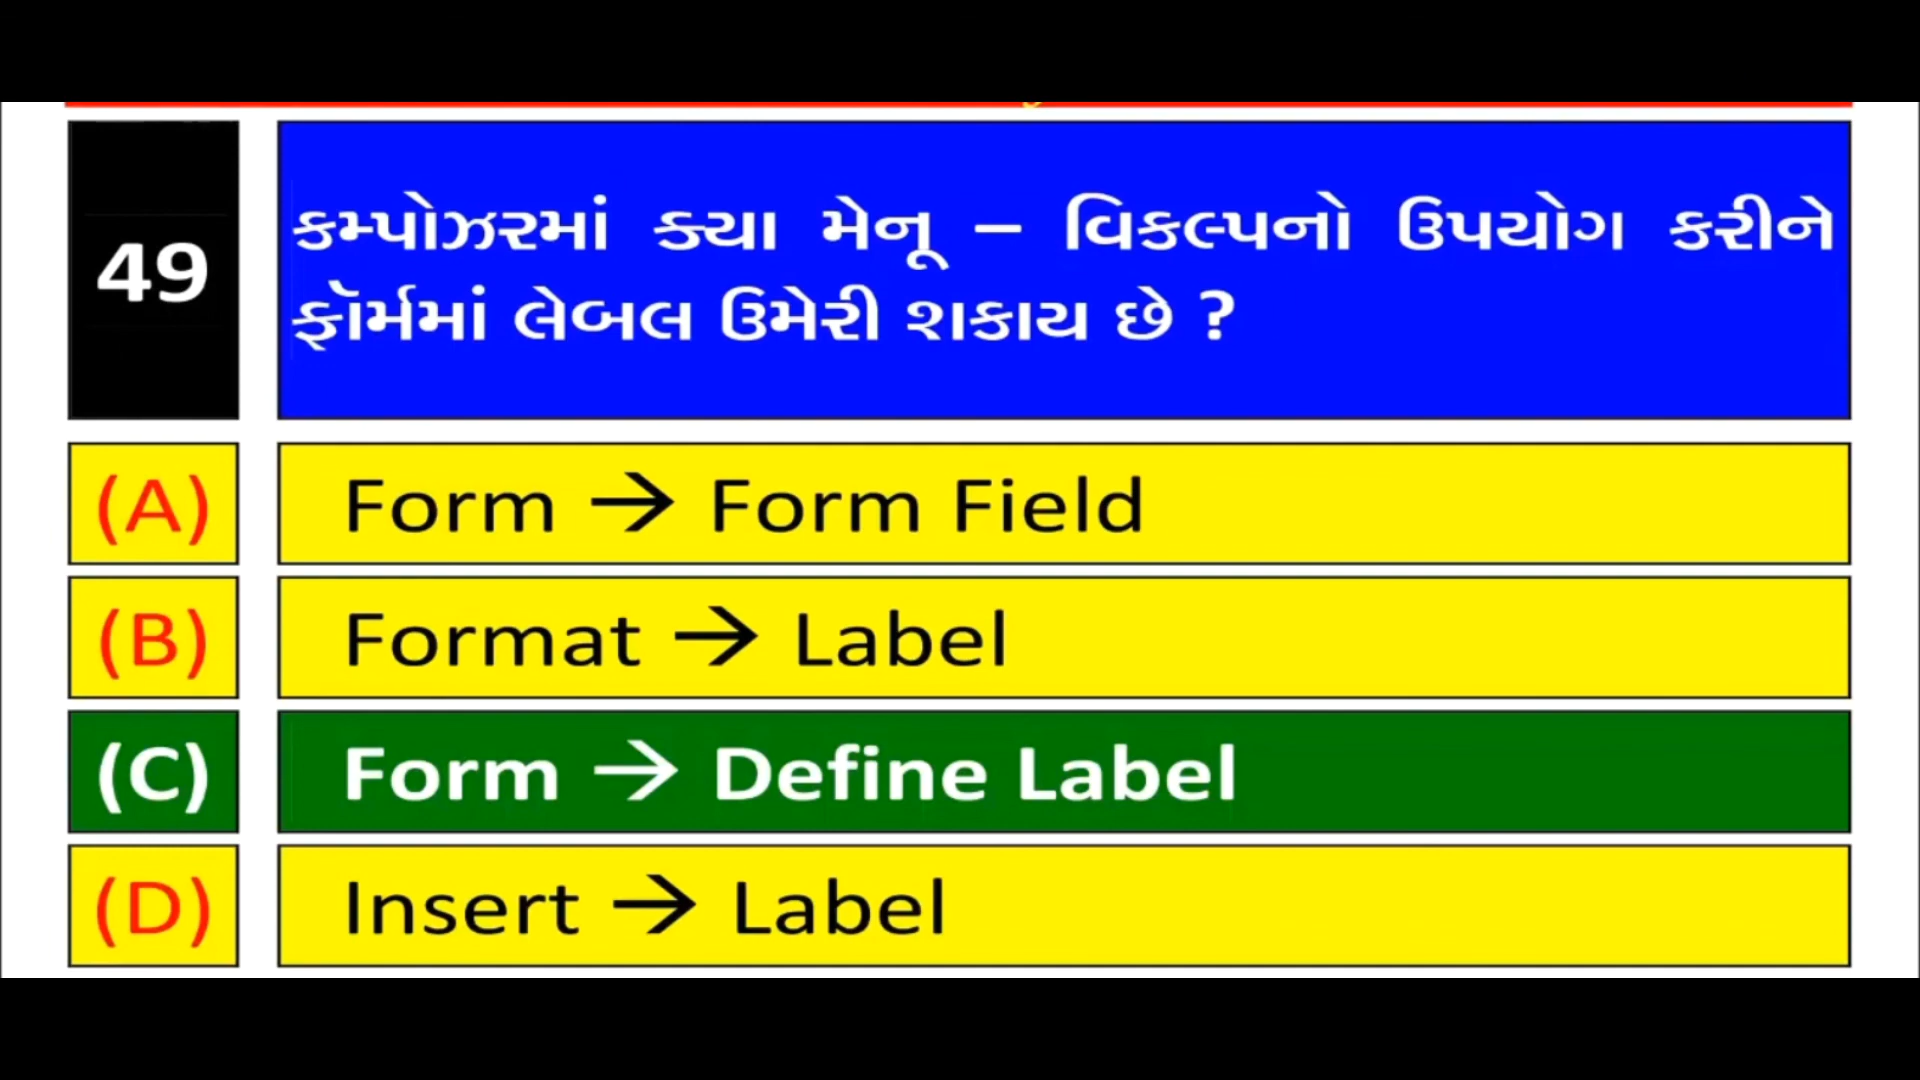 49
કમ્પોઝરમાં ક્યા મેનૂ – વિકલ્પનો ઉપયોગ કરીને
ફૉર્મમાં લેબલ ઉમેરી શકાય છે ?
(A) Form → Form Field
(B) Format → Label
(C) Form → Define Label
(D) Insert → Label